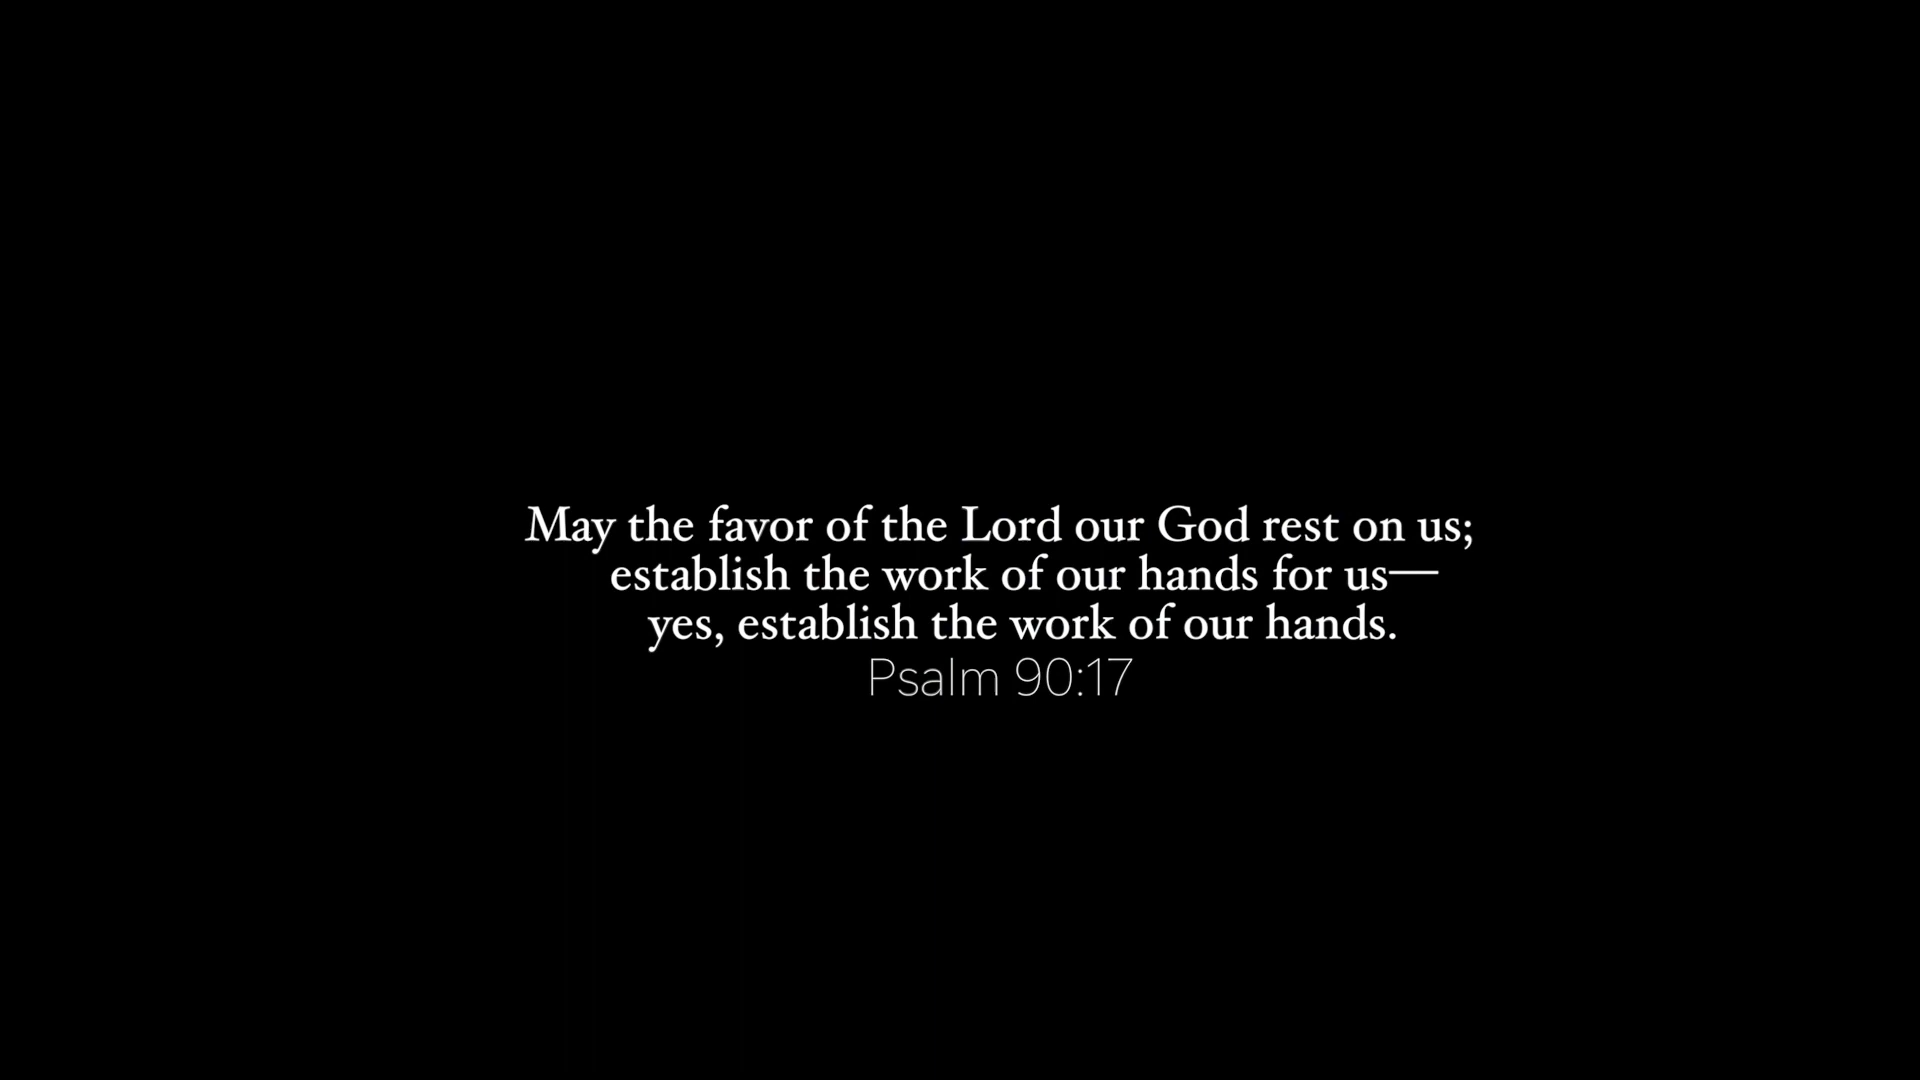 May the favor of the Lord our God rest on us;
establish the work of our hands for us—
yes, establish the work of our hands.
Psalm 90:17